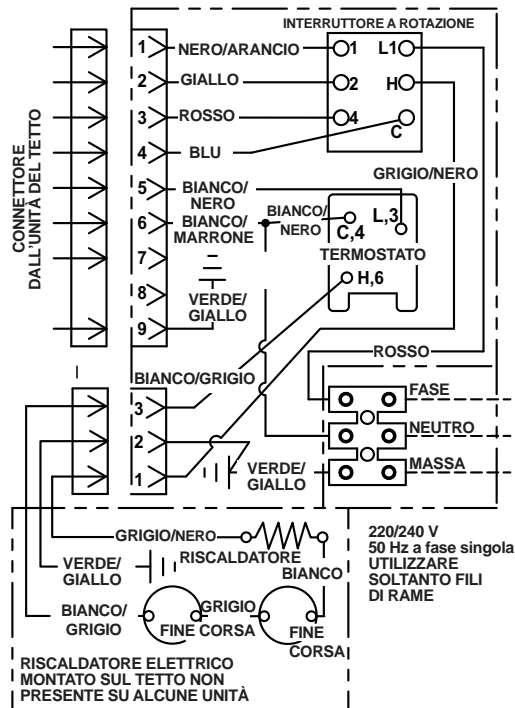 INTERRUTTORE A ROTAZIONE
1 NERO/ARANCIO 1 L1
2 GIALLO 2 H
3 ROSSO 4
C
4 BLU
GRIGIO/NERO
CONNETTORE
DALL'UNITÀ DEL TETTO
5 BIANCO/
NERO
6 BIANCO/
MARRONE
BIANCO/
NERO
C,4
L,3
TERMOSTATO
H,6
7
8
VERDE/
GIALLO
9
ROSSO
BIANCO/GRIGIO
3
2
1
VERDE/
GIALLO
FASE
NEUTRO
MASSA
220/240 V
50 Hz a fase singola
UTILIZZARE
SOLTANTO FILI
DI RAME
GRIGIO/NERO
RISCALDATORE
VERDE/
GIALLO
BIANCO
BIANCO/
GRIGIO
GRIGIO
FINE CORSA
FINE
CORSA
RISCALDATORE ELETTRICO
MONTATO SUL TETTO NON
PRESENTE SU ALCUNE UNITÀ